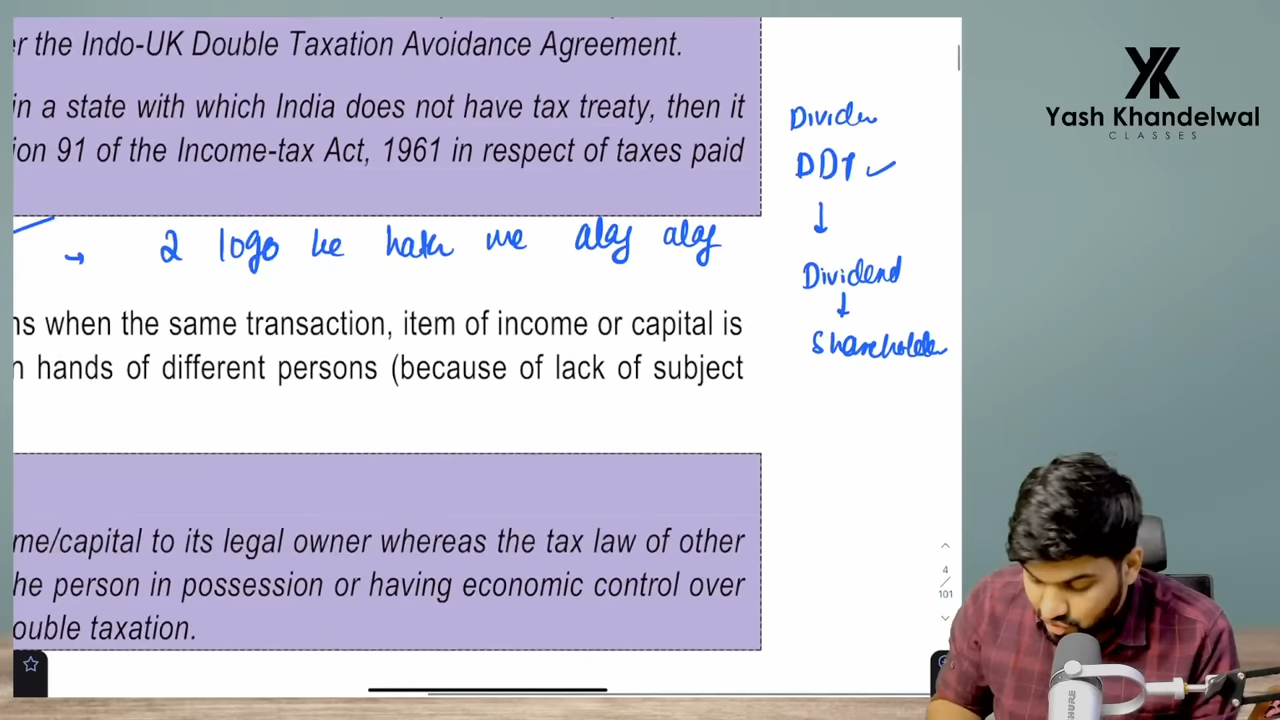 er the Indo-UK Double Taxation Avoidance Agreement.
in a state with which India does not have tax treaty, then it
ion 91 of the Income-tax Act, 1961 in respect of taxes paid
→ 2 logo ke hath me alag alag
ns when the same transaction, item of income or capital is
n hands of different persons (because of lack of subject
me/capital to its legal owner whereas the tax law of other
he person in possession or having economic control over
ouble taxation.
DDT ✓
↓
Dividend
↓
Shareholder
4
/
101
YK
Yash Khandelwal
CLASSES
SHURE